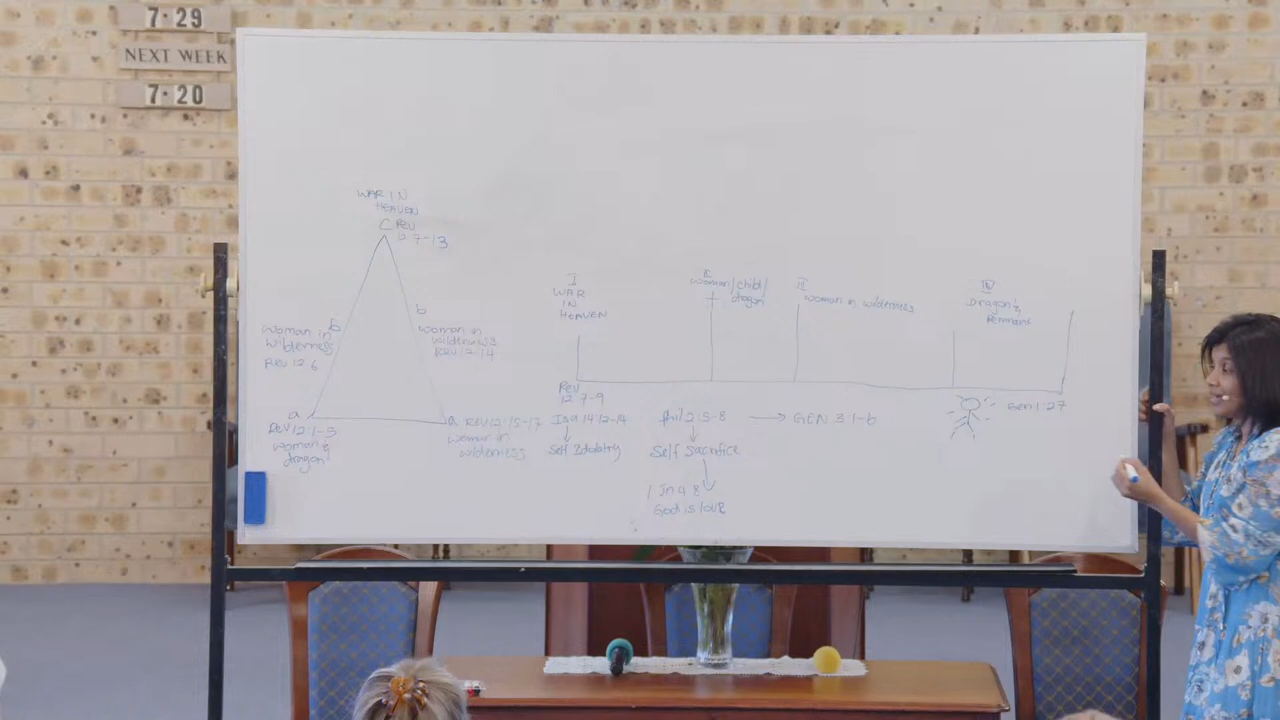 7·29
NEXT WEEK
7·20
WAR IN
HEAVEN
C REV
12 7-13
b
woman in
wilderness
Rev 12:6
b
woman in
wilderness
Rev 12-14
a
Rev 12:1-5
woman &
dragon
a Rev 12:15-17
woman in
wilderness
I
WAR
IN
HEAVEN
Rev
12 7-9
Isa 14:12-14
Self Idolatry
II
woman/child/
dragon
Phil 2:5-8
Self Sacrifice
1 Jn 4 8
God is love
III
woman in wilderness
GEN 3 1-6
IV
Dragon &
Remnant
Gen 1:27